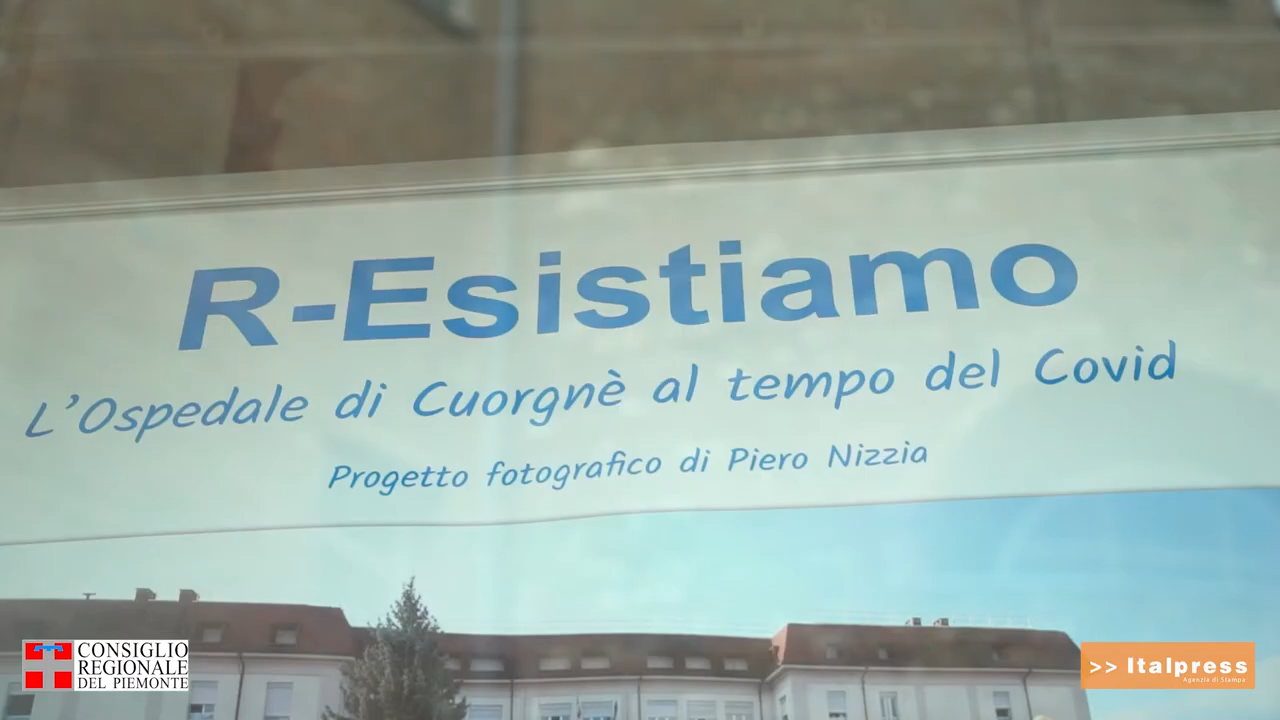 R-Esistiamo
L'Ospedale di Cuorgnè al tempo del Covid
Progetto fotografico di Piero Nizzia
CONSIGLIO
REGIONALE
DEL PIEMONTE
>> Italpress
Agenzia di Stampa